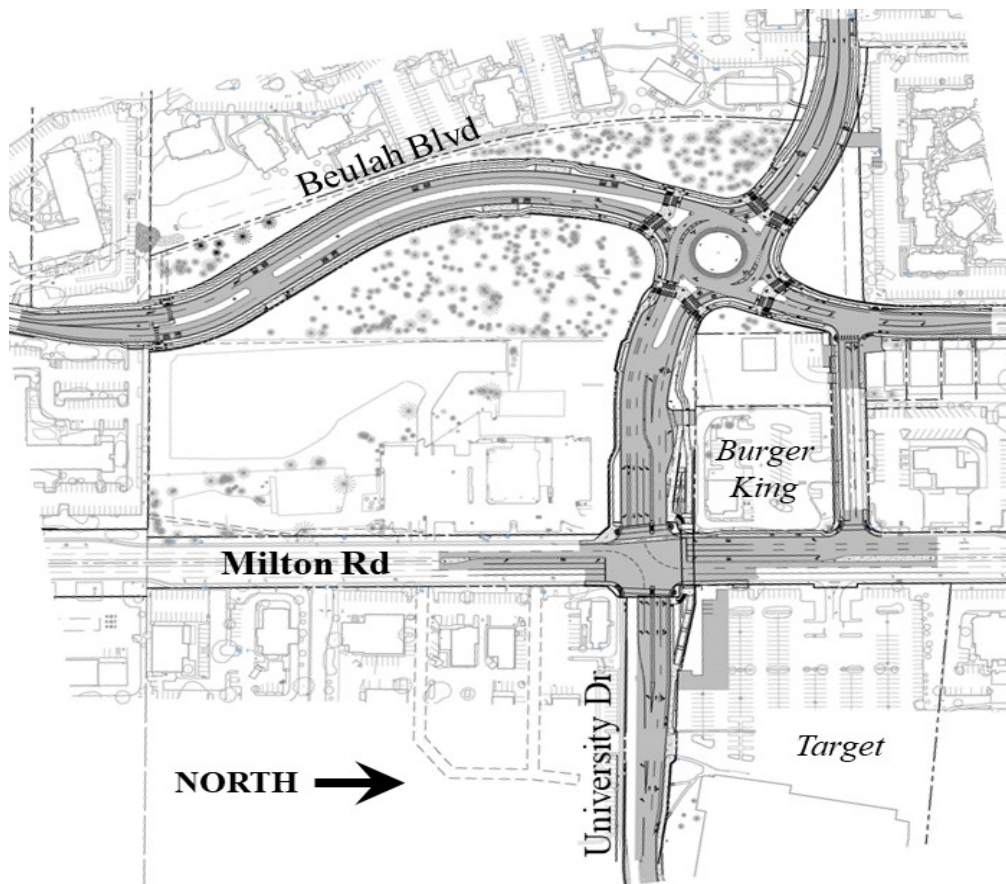 Beulah Blvd
Burger
King
Milton Rd
University Dr
Target
NORTH